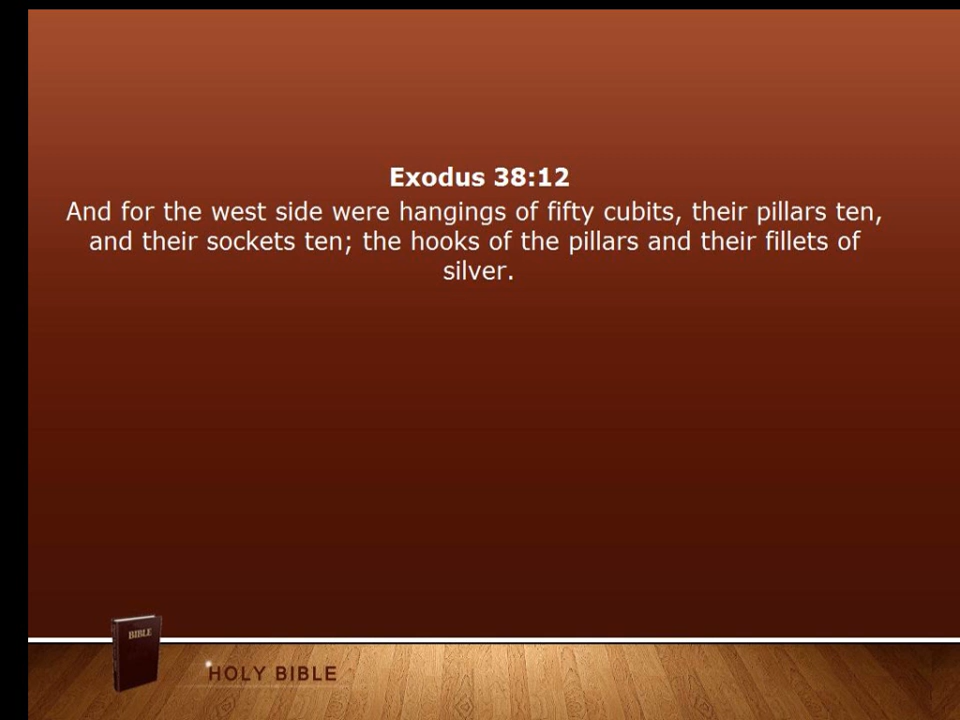 Exodus 38:12
And for the west side were hangings of fifty cubits, their pillars ten,
and their sockets ten; the hooks of the pillars and their fillets of
silver.
BIBLE
HOLY BIBLE